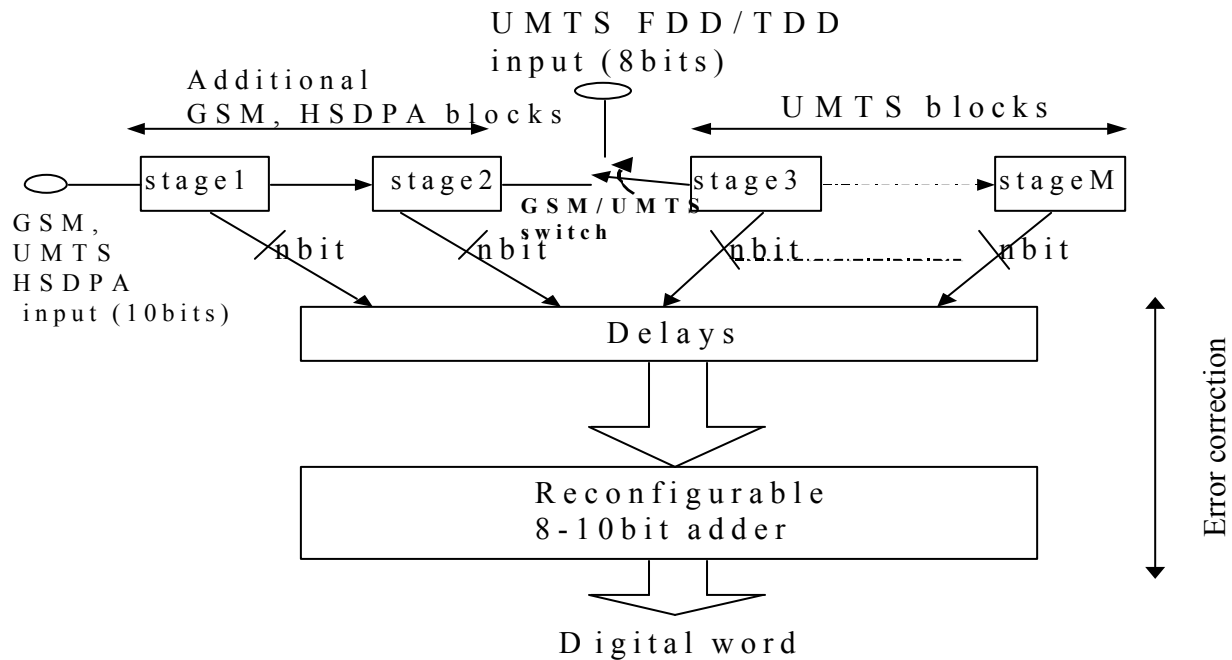 UMTS FDD/TDD
input (8bits)
Additional
GSM, HSDPA blocks
UMTS blocks
stage1
stage2
stage3
stageM
GSM/UMTS
switch
GSM,
UMTS
HSDPA
input (10bits)
nbit
nbit
nbit
nbit
Delays
Reconfigurable
8-10bit adder
Error correction
Digital word